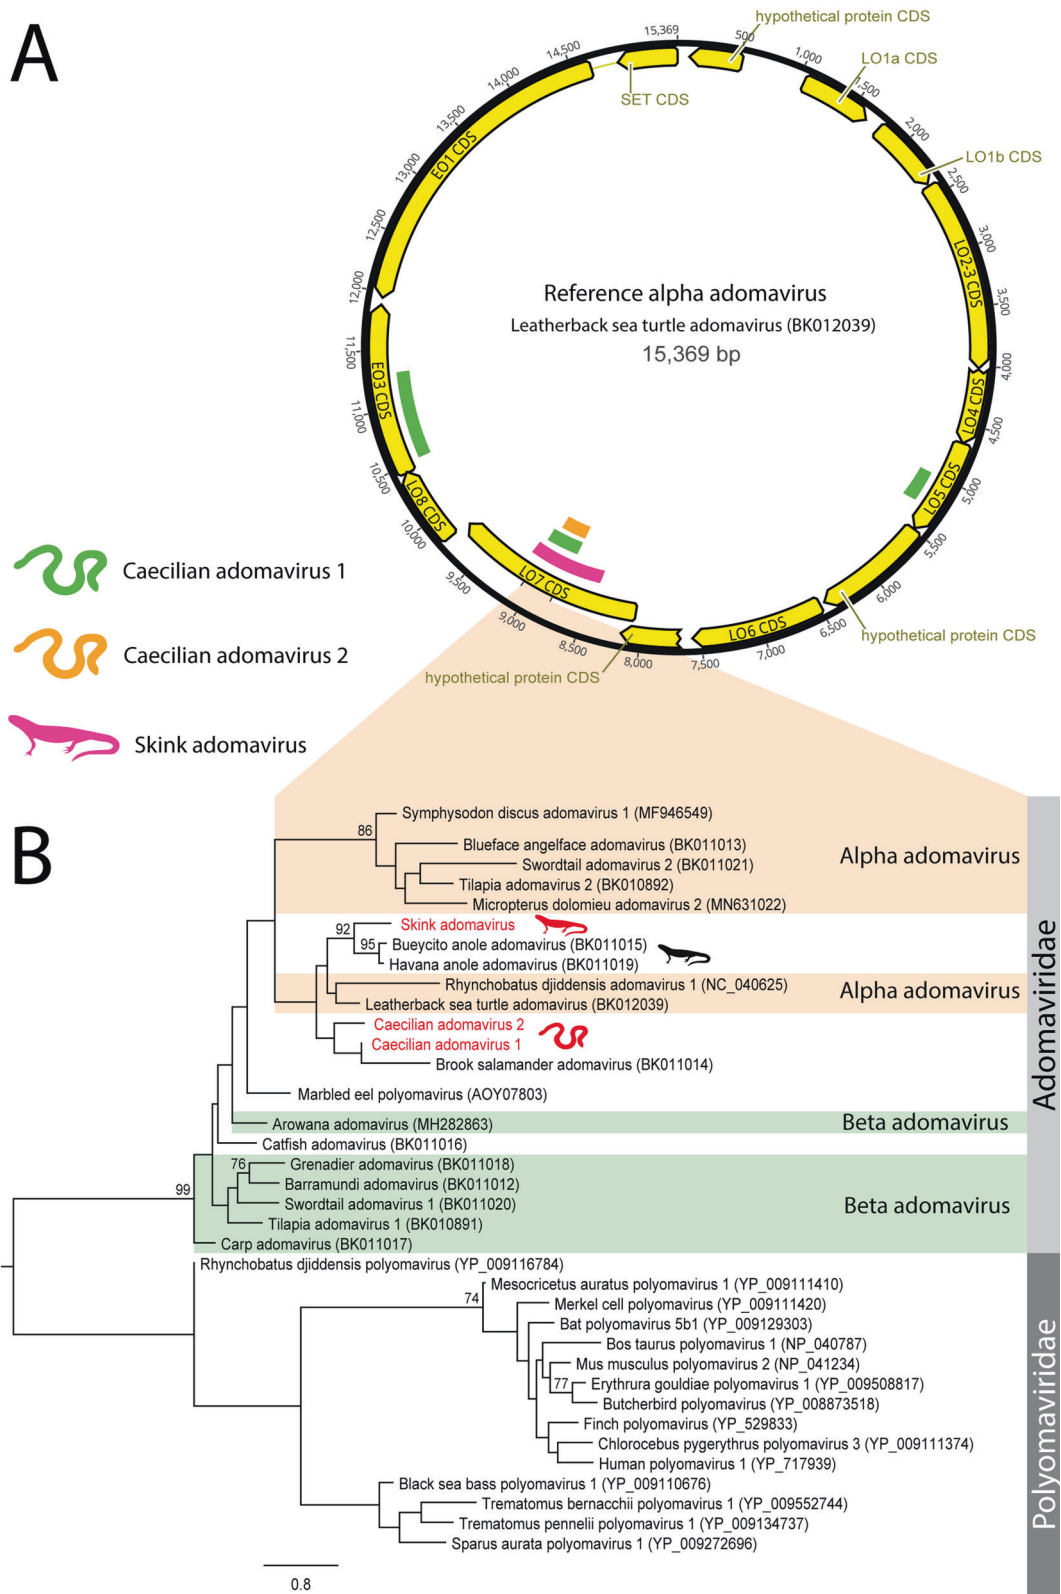 A
hypothetical protein CDS
15,369
500
14,500
1,000
LO1a CDS
14,000
SET CDS
1,500
13,500
2,000
EO1 CDS
LO1b CDS
13,000
2,500
12,500
3,000
LO2-3 CDS
12,000
Reference alpha adomavirus
3,500
Leatherback sea turtle adomavirus (BK012039)
15,369 bp
11,500
4,000
EO3 CDS
LO4 CDS
11,000
4,500
10,500
LO8 CDS
LO5 CDS
5,000
10,000
5,500
Caecilian adomavirus 1
9,500
LO7 CDS
6,000
9,000
LO6 CDS
6,500
hypothetical protein CDS
8,500
8,000
7,500
7,000
Caecilian adomavirus 2
hypothetical protein CDS
Skink adomavirus
B
Symphysodon discus adomavirus 1 (MF946549)
86
Blueface angelface adomavirus (BK011013)
Alpha adomavirus
Swordtail adomavirus 2 (BK011021)
Tilapia adomavirus 2 (BK010892)
Micropterus dolomieu adomavirus 2 (MN631022)
Skink adomavirus
92
Bueycito anole adomavirus (BK011015)
95
Havana anole adomavirus (BK011019)
Rhynchobatus djiddensis adomavirus 1 (NC_040625)
Alpha adomavirus
Leatherback sea turtle adomavirus (BK012039)
Caecilian adomavirus 2
Caecilian adomavirus 1
Brook salamander adomavirus (BK011014)
Adomaviridae
Marbled eel polyomavirus (AOY07803)
Arowana adomavirus (MH282863)
Beta adomavirus
Catfish adomavirus (BK011016)
76
Grenadier adomavirus (BK011018)
Barramundi adomavirus (BK011012)
99
Swordtail adomavirus 1 (BK011020)
Beta adomavirus
Tilapia adomavirus 1 (BK010891)
Carp adomavirus (BK011017)
Rhynchobatus djiddensis polyomavirus (YP_009116784)
Mesocricetus auratus polyomavirus 1 (YP_009111410)
74
Merkel cell polyomavirus (YP_009111420)
Bat polyomavirus 5b1 (YP_009129303)
Bos taurus polyomavirus 1 (NP_040787)
Mus musculus polyomavirus 2 (NP_041234)
77
Erythrura gouldiae polyomavirus 1 (YP_009508817)
Butcherbird polyomavirus (YP_008873518)
Finch polyomavirus (YP_529833)
Chlorocebus pygerythrus polyomavirus 3 (YP_009111374)
Human polyomavirus 1 (YP_717939)
Polyomaviridae
Black sea bass polyomavirus 1 (YP_009110676)
Trematomus bernacchii polyomavirus 1 (YP_009552744)
Trematomus pennelii polyomavirus 1 (YP_009134737)
Sparus aurata polyomavirus 1 (YP_009272696)
0.8